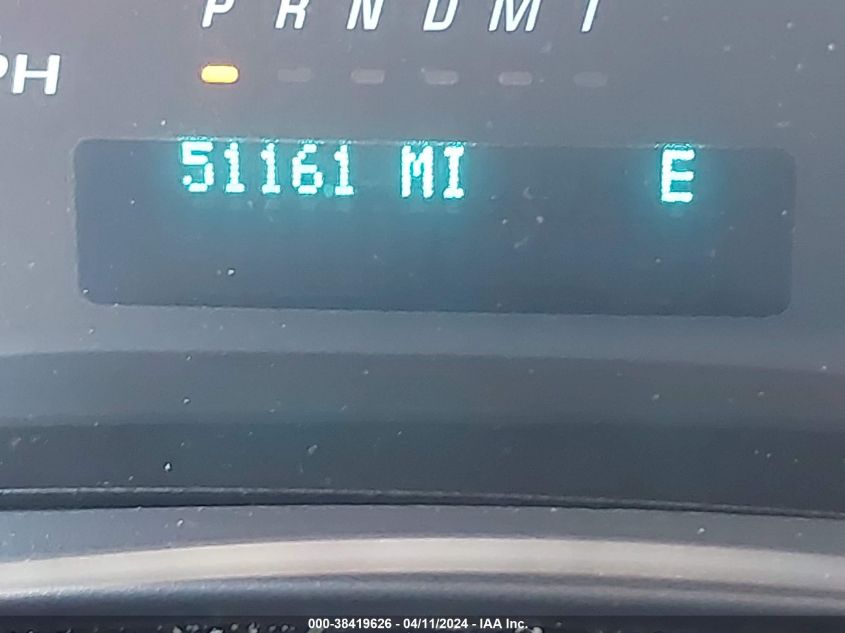 P R N D M 1
PH
51161 MI E
000-38419626 - 04/11/2024 - IAA Inc.